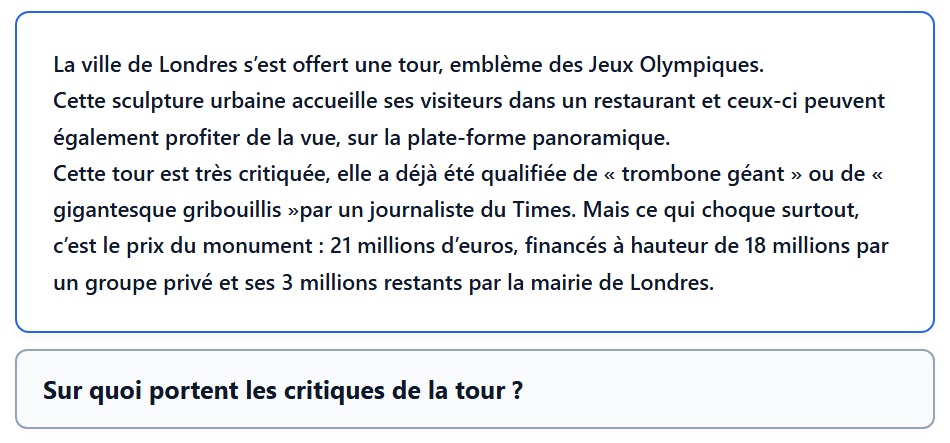 La ville de Londres s’est offert une tour, emblème des Jeux Olympiques.
Cette sculpture urbaine accueille ses visiteurs dans un restaurant et ceux-ci peuvent
également profiter de la vue, sur la plate-forme panoramique.
Cette tour est très critiquée, elle a déjà été qualifiée de « trombone géant » ou de «
gigantesque gribouillis »par un journaliste du Times. Mais ce qui choque surtout,
c’est le prix du monument : 21 millions d’euros, financés à hauteur de 18 millions par
un groupe privé et ses 3 millions restants par la mairie de Londres.
Sur quoi portent les critiques de la tour ?